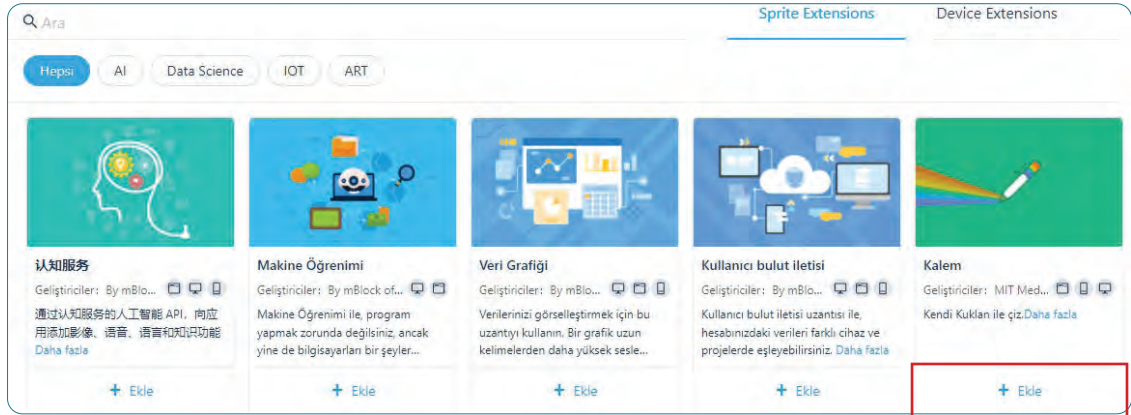 Ara
Sprite Extensions
Device Extensions
Hepsi
AI
Data Science
IOT
ART
认知服务
Geliştiriciler: By mBlo...
通过认知服务的人工智能 API，向应
用添加影像、语音、语言和知识功能
Daha fazla
+ Ekle
Makine Öğrenimi
Geliştiriciler: By mBlock of...
Makine Öğrenimi ile, program
yapmak zorunda değilsiniz, ancak
yine de bilgisayarları bir şeyler...
+ Ekle
Veri Grafiği
Geliştiriciler: By mBlo...
Verilerinizi görselleştirmek için bu
uzantıyı kullanın. Bir grafik uzun
kelimelerden daha yüksek sesle...
+ Ekle
Kullanıcı bulut iletisi
Geliştiriciler: By mBlo...
Kullanıcı bulut iletisi uzantısı ile,
hesabınızdaki verileri farklı cihaz ve
projelerde eşleyebilirsiniz. Daha fazla
+ Ekle
Kalem
Geliştiriciler: MIT Med...
Kendi Kuklan ile çiz.Daha fazla
+ Ekle